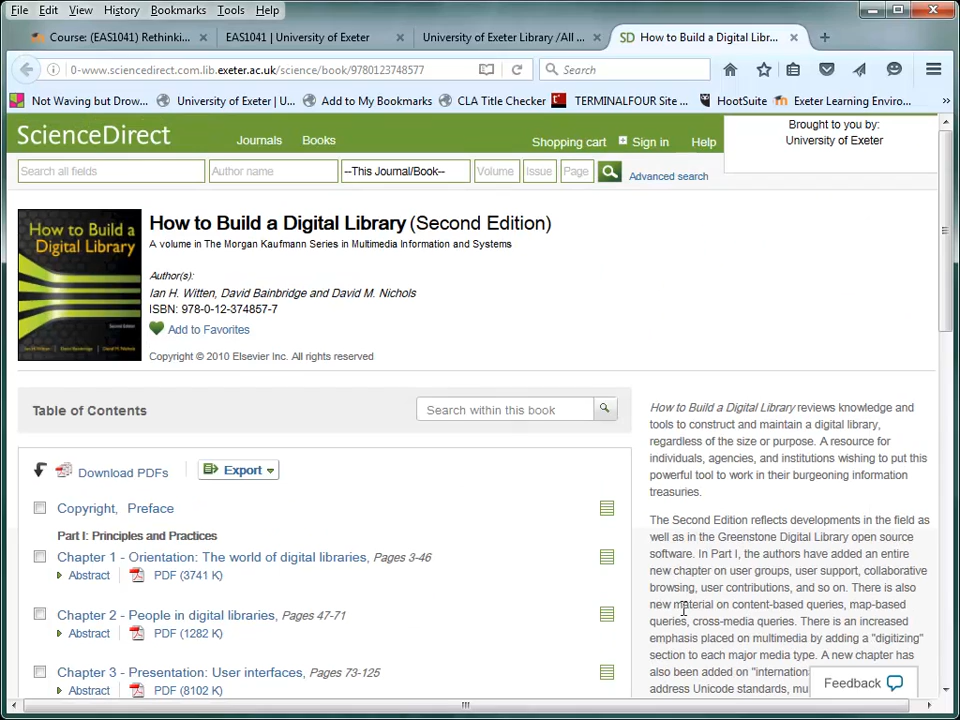 File Edit View History Bookmarks Tools Help
Course: (EAS1041) Rethinki... EAS1041 | University of Exeter University of Exeter Library /All ... SD How to Build a Digital Librar...
0-www.sciencedirect.com.lib.exeter.ac.uk/science/book/9780123748577 Search
Not Waving but Drow... University of Exeter | U... Add to My Bookmarks CLA Title Checker TERMINALFOUR Site ... HootSuite Exeter Learning Enviro...
ScienceDirect Journals Books Shopping cart Sign in Help
Brought to you by:
University of Exeter
Search all fields Author name --This Journal/Book-- Volume Issue Page Advanced search
How to Build a
Digital Library
How to Build a Digital Library (Second Edition)
A volume in The Morgan Kaufmann Series in Multimedia Information and Systems
Author(s):
Ian H. Witten, David Bainbridge and David M. Nichols
ISBN: 978-0-12-374857-7
Add to Favorites
Copyright © 2010 Elsevier Inc. All rights reserved
Table of Contents Search within this book
Download PDFs Export
Copyright, Preface
Part I: Principles and Practices
Chapter 1 - Orientation: The world of digital libraries, Pages 3-46
Abstract PDF (3741 K)
Chapter 2 - People in digital libraries, Pages 47-71
Abstract PDF (1282 K)
Chapter 3 - Presentation: User interfaces, Pages 73-125
Abstract PDF (8102 K)
How to Build a Digital Library reviews knowledge and
tools to construct and maintain a digital library,
regardless of the size or purpose. A resource for
individuals, agencies, and institutions wishing to put this
powerful tool to work in their burgeoning information
treasuries.
The Second Edition reflects developments in the field as
well as in the Greenstone Digital Library open source
software. In Part I, the authors have added an entire
new chapter on user groups, user support, collaborative
browsing, user contributions, and so on. There is also
new material on content-based queries, map-based
queries, cross-media queries. There is an increased
emphasis placed on multimedia by adding a "digitizing"
section to each major media type. A new chapter has
also been added on "internation
address Unicode standards, mu
Feedback